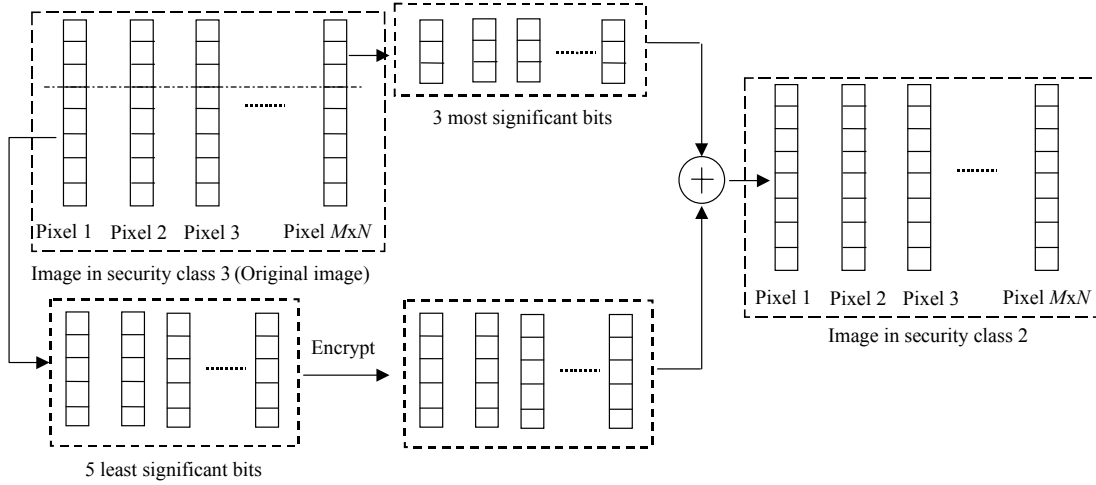 3 most significant bits
Pixel 1 Pixel 2 Pixel 3 Pixel MxN
Image in security class 3 (Original image)
Pixel 1 Pixel 2 Pixel 3 Pixel MxN
Image in security class 2
Encrypt
5 least significant bits